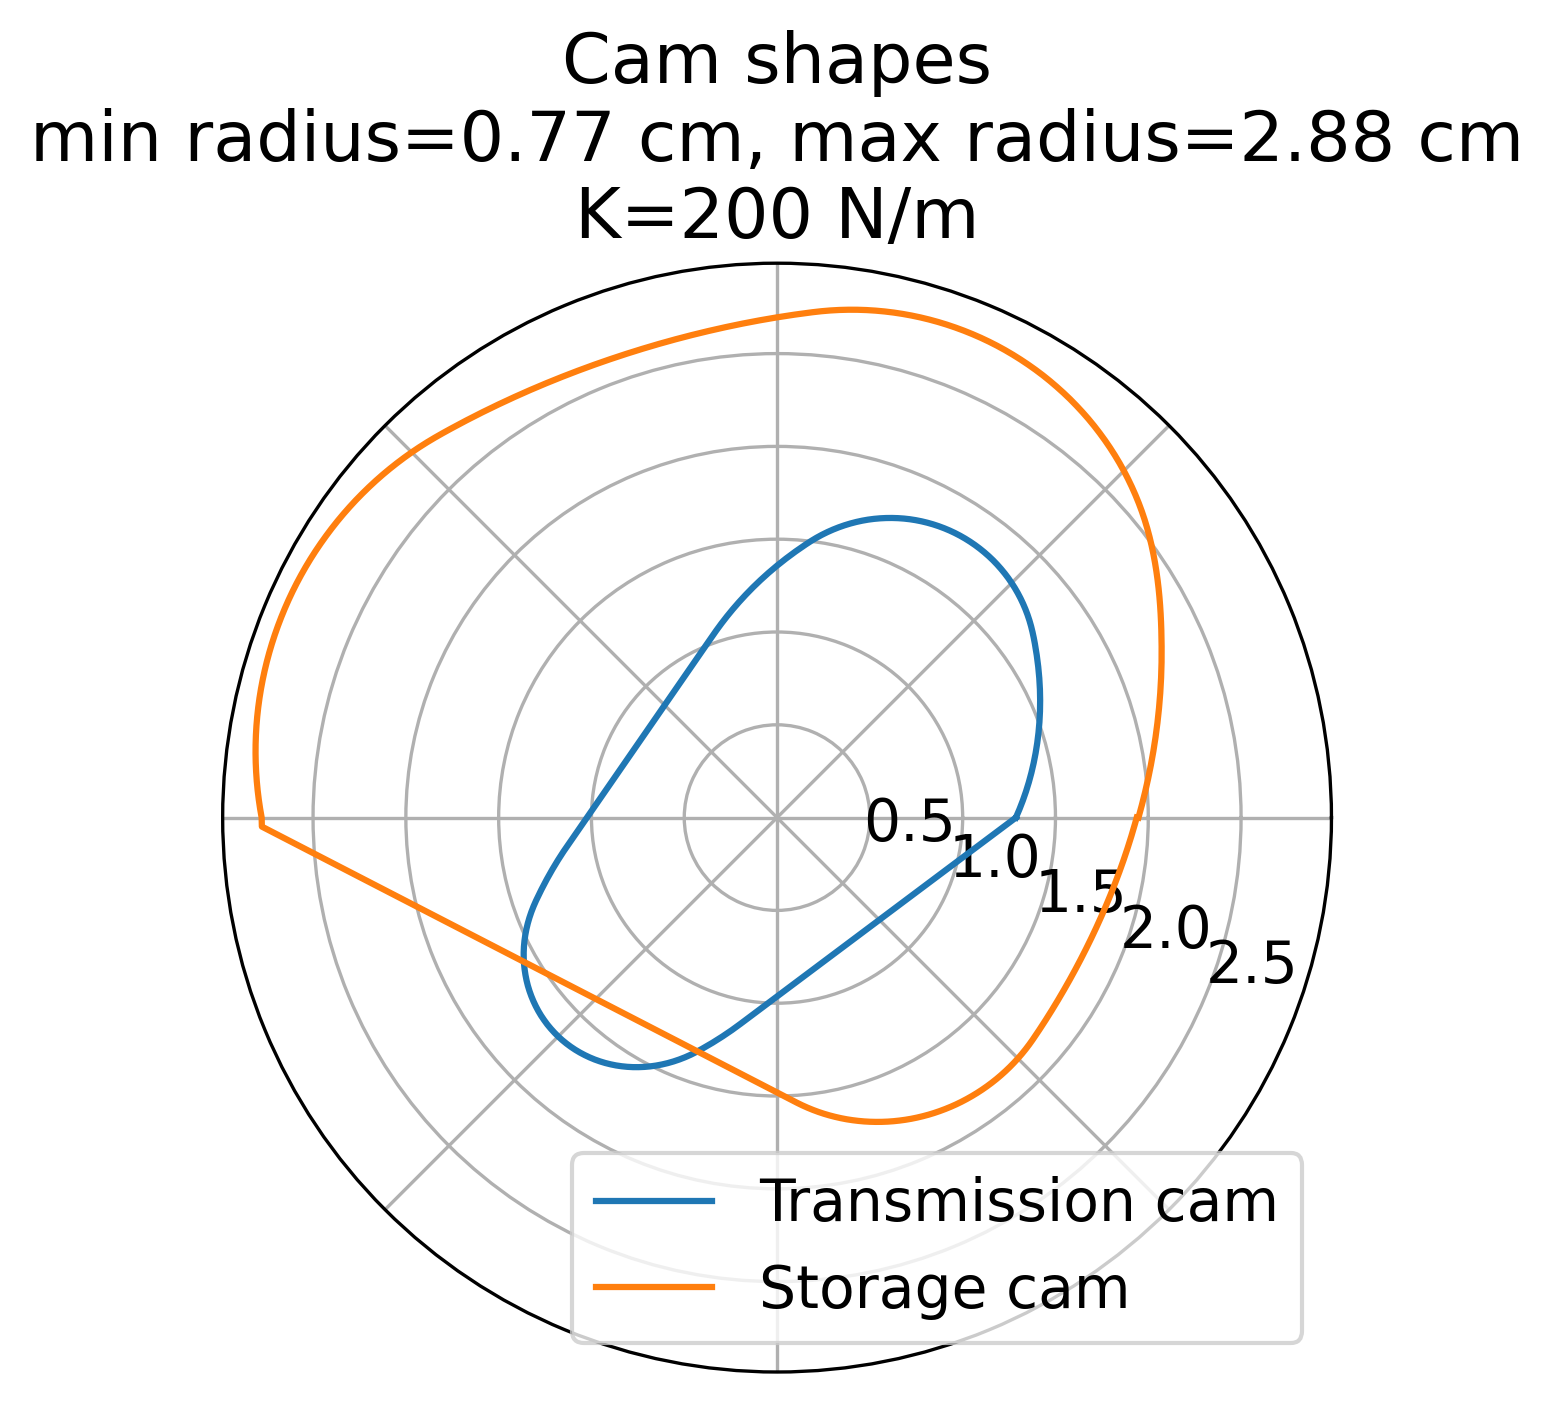 Cam shapes
min radius=0.77 cm, max radius=2.88 cm
K=200 N/m
0.5
1.0
1.5
2.0
2.5
Transmission cam
Storage cam